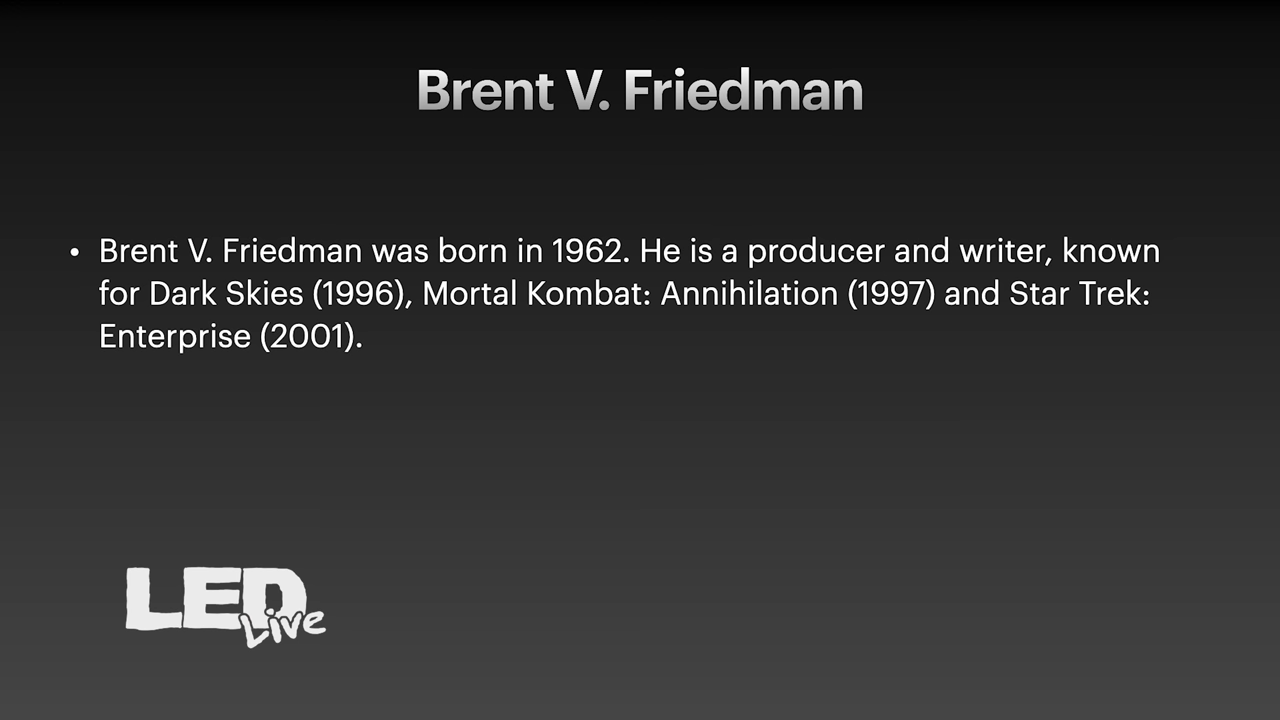 Brent V. Friedman
• Brent V. Friedman was born in 1962. He is a producer and writer, known
for Dark Skies (1996), Mortal Kombat: Annihilation (1997) and Star Trek:
Enterprise (2001).
LED
Live